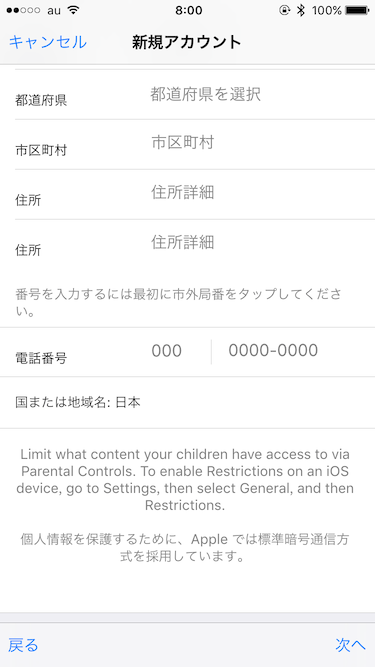 au 8:00 100%
キャンセル 新規アカウント
都道府県 都道府県を選択
市区町村 市区町村
住所 住所詳細
住所 住所詳細
番号を入力するには最初に市外局番をタップしてくださ
い。
電話番号 000 0000-0000
国または地域名: 日本
Limit what content your children have access to via
Parental Controls. To enable Restrictions on an iOS
device, go to Settings, then select General, and then
Restrictions.
個人情報を保護するために、Apple では標準暗号通信方
式を採用しています。
戻る 次へ